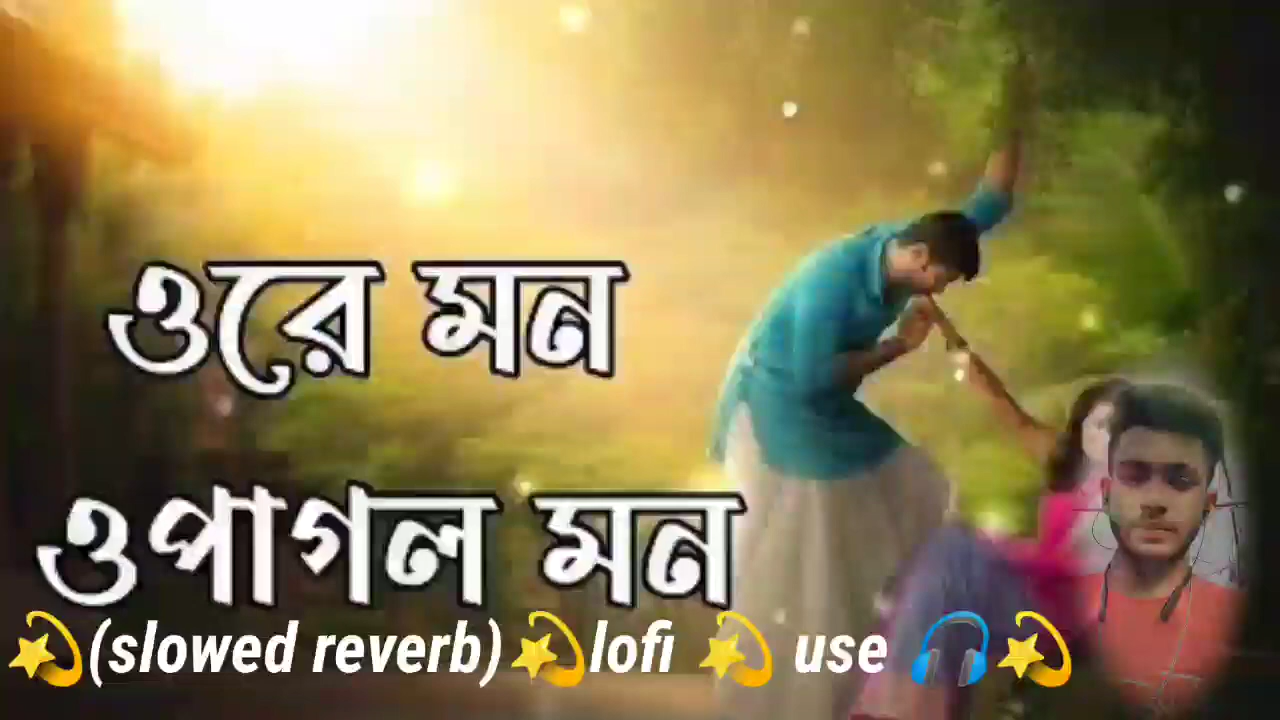 ওরে মন
ওপাগল মন
💫(slowed reverb)💫lofi 💫 use 🎧💫